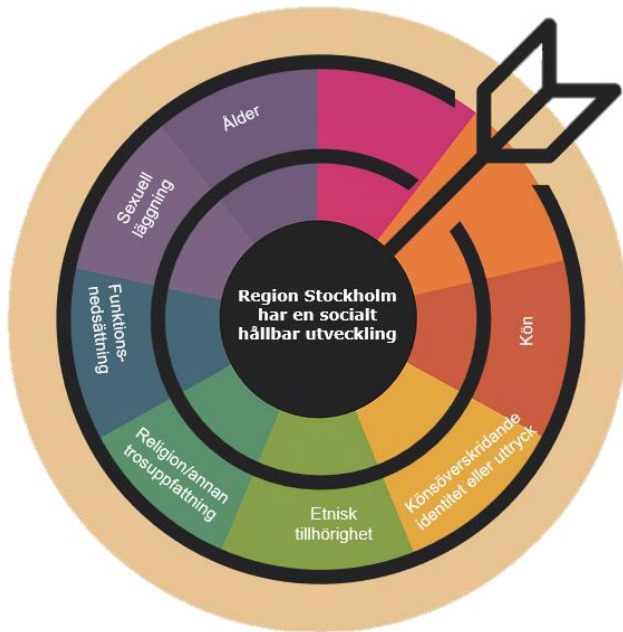 Region Stockholm
har en socialt
hållbar utveckling
Kön
Könsöverskridande
identitet eller uttryck
Etnisk
tillhörighet
Religion/annan
trosuppfattning
Funktions-
nedsättning
Sexuell
läggning
Ålder